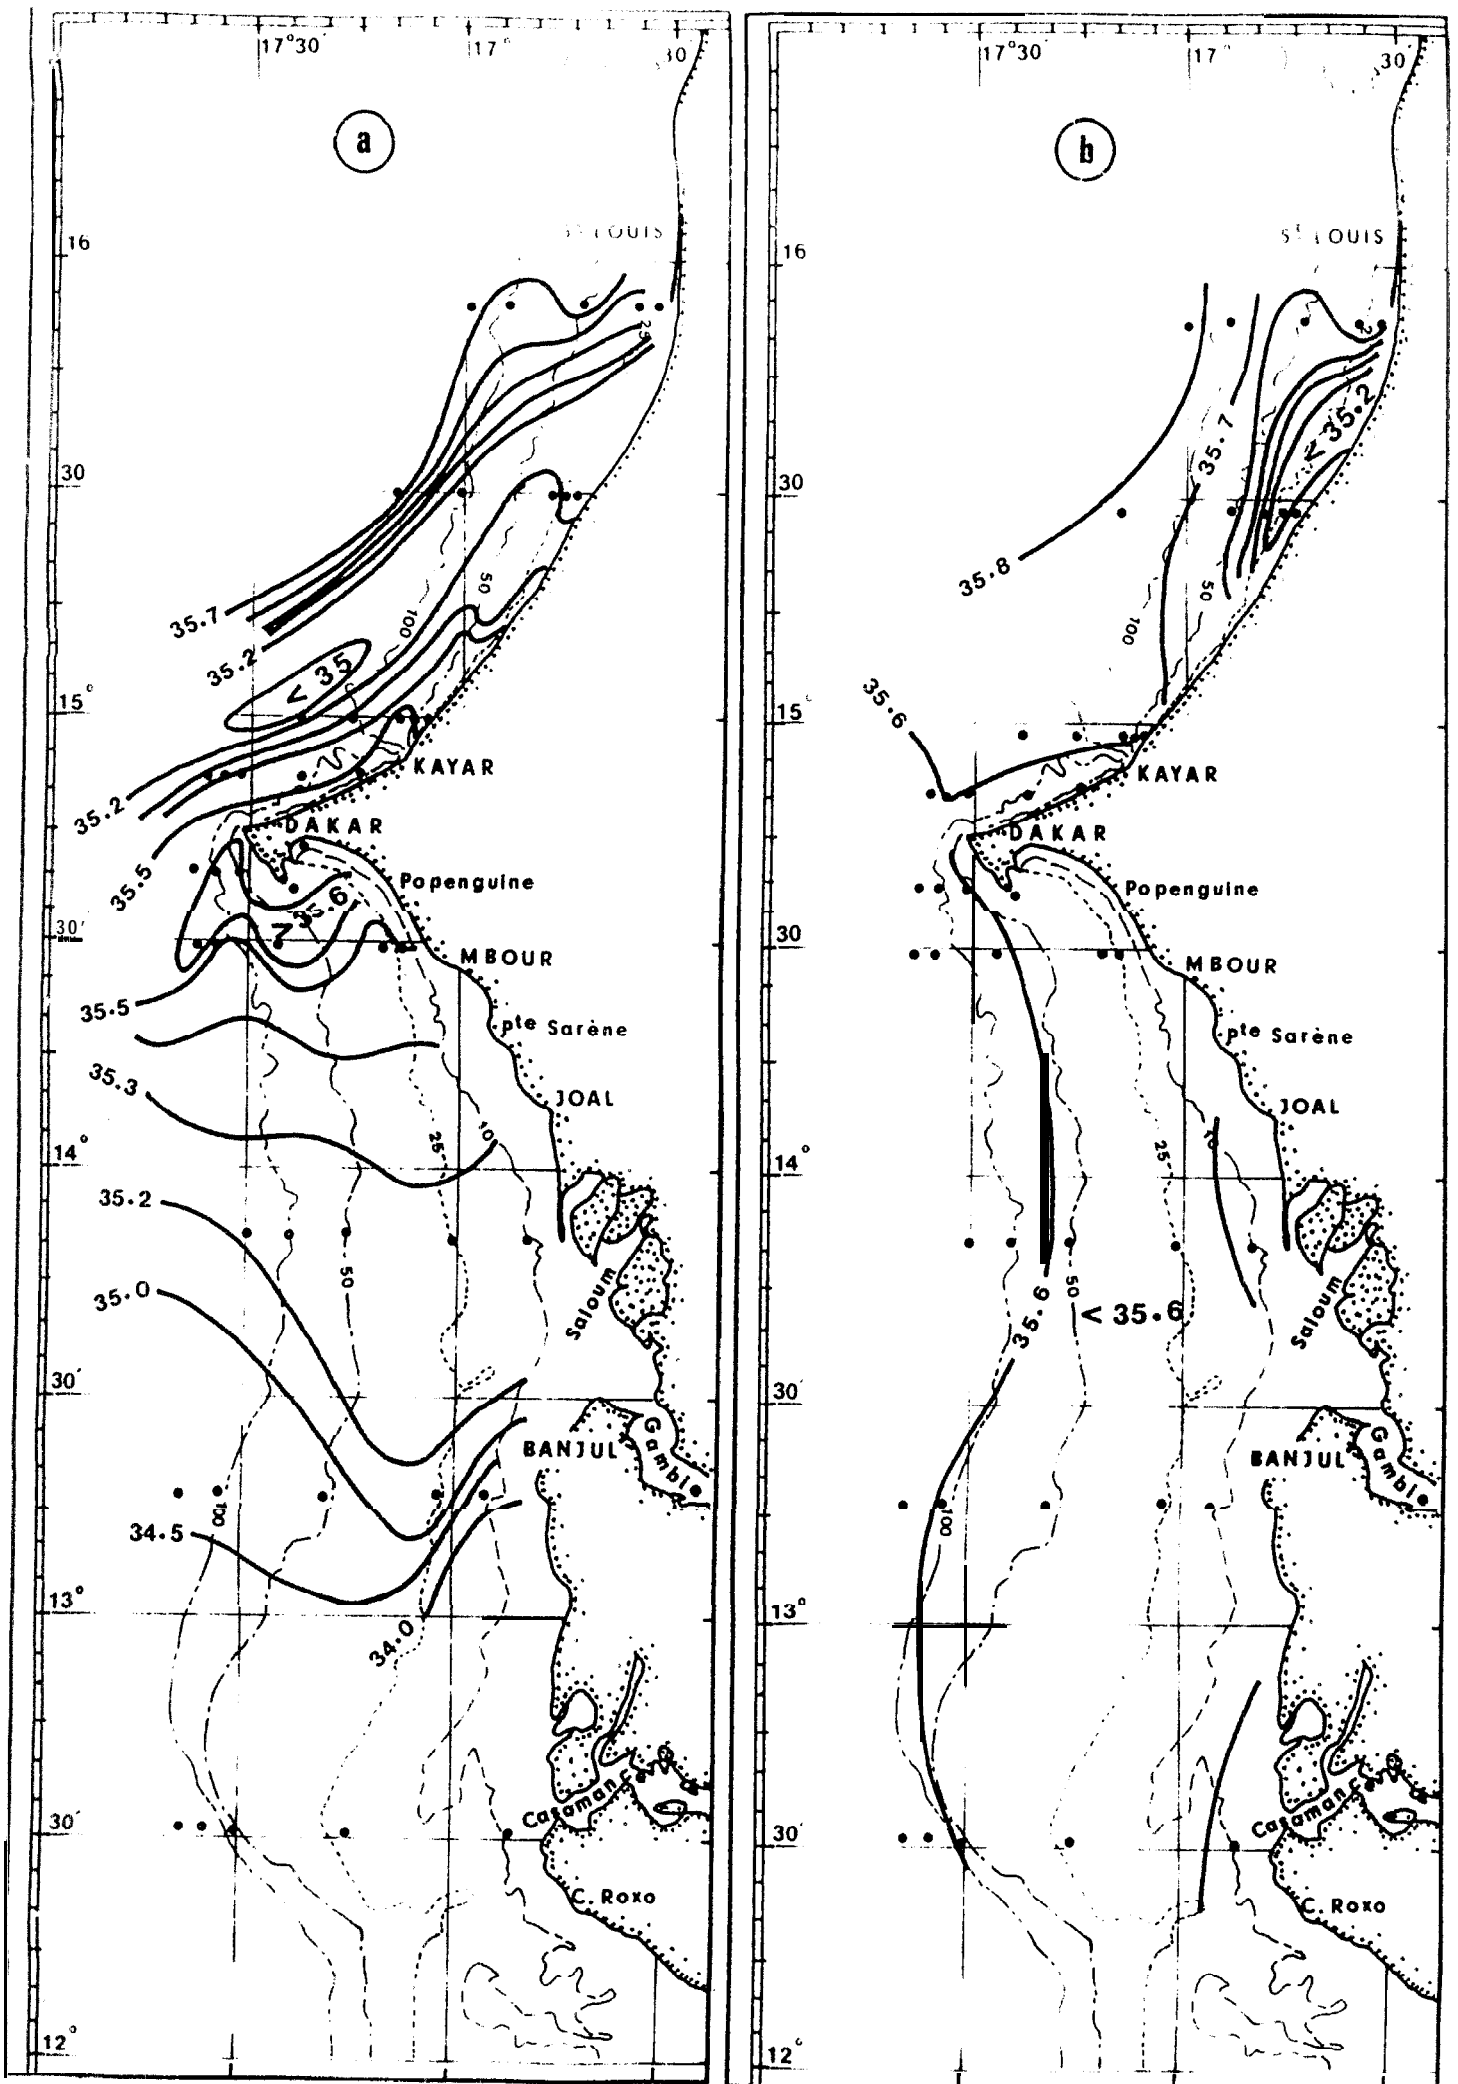 17°30′
17°
30′
a
Sᵗ LOUIS
16
25
30
35.7
100
50
35.2
< 35
15°
KAYAR
35.2
DAKAR
35.5
Popenguine
> 35.6
30′
MBOUR
35.5
Pte Sarène
35.3
JOAL
25
10
14°
35.2
35.0
50
Saloum
30′
BANJUL
Gambie
100
34.5
13°
34.0
Casamance
30′
C. Roxo
12°
17°30′
17°
30′
b
Sᵗ LOUIS
16
35.7
< 35.2
30
35.8
50
100
35.6
15°
KAYAR
DAKAR
Popenguine
30
MBOUR
Pte Sarène
JOAL
10
25
14°
50
< 35.6
35.9
Saloum
30′
BANJUL
Gambie
100
13°
Casamance
30′
C. Roxo
12°